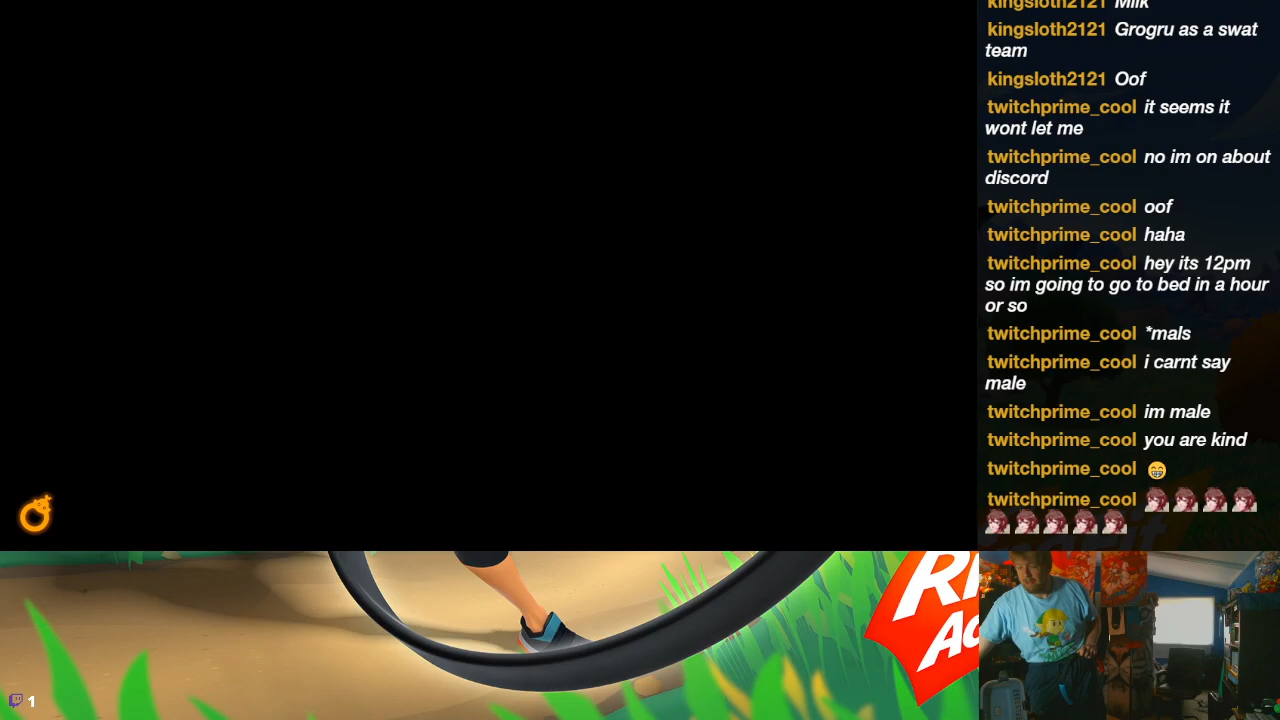 kingsloth2121 Milk
kingsloth2121 Grogru as a swat
team
kingsloth2121 Oof
twitchprime_cool it seems it
wont let me
twitchprime_cool no im on about
discord
twitchprime_cool oof
twitchprime_cool haha
twitchprime_cool hey its 12pm
so im going to go to bed in a hour
or so
twitchprime_cool *mals
twitchprime_cool i carnt say
male
twitchprime_cool im male
twitchprime_cool you are kind
twitchprime_cool 😁
twitchprime_cool
1